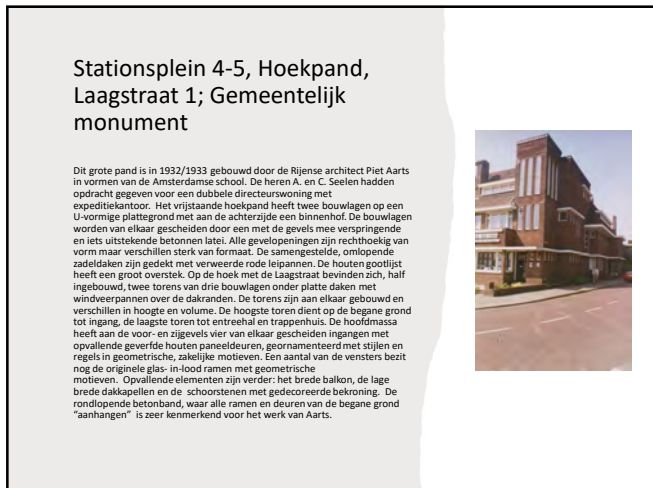 Stationsplein 4-5, Hoekpand,
Laagstraat 1; Gemeentelijk
monument
Dit grote pand is in 1932/1933 gebouwd door de Rijense architect Piet Aarts
in vormen van de Amsterdamse school. De heren A. en C. Seelen hadden
opdracht gegeven voor een dubbele directeurswoning met
expeditiekantoor. Het vrijstaande hoekpand heeft twee bouwlagen op een
U-vormige plattegrond met aan de achterzijde een binnenhof. De bouwlagen
worden van elkaar gescheiden door een met de gevels mee verspringende
en iets uitstekende betonnen latei. Alle gevelopeningen zijn rechthoekig van
vorm maar verschillen sterk van formaat. De samengestelde, omlopende
zadeldaken zijn gedekt met verweerde rode leipannen. De houten gootlijst
heeft een groot overstek. Op de hoek met de Laagstraat bevinden zich, half
ingebouwd, twee torens van drie bouwlagen onder platte daken met
windveerpannen over de dakranden. De torens zijn aan elkaar gebouwd en
verschillen in hoogte en volume. De hoogste toren dient op de begane grond
tot ingang, de laagste toren tot entreehal en trappenhuis. De hoofdmassa
heeft aan de voor- en zijgevels vier van elkaar gescheiden ingangen met
opvallende geverfde houten paneeldeuren, geornamenteerd met stijlen en
regels in geometrische, zakelijke motieven. Een aantal van de vensters bezit
nog de originele glas- in-lood ramen met geometrische
motieven. Opvallende elementen zijn verder: het brede balkon, de lage
brede dakkapellen en de schoorstenen met gedecoreerde bekroning. De
rondlopende betonband, waar alle ramen en deuren van de begane grond
“aanhangen” is zeer kenmerkend voor het werk van Aarts.